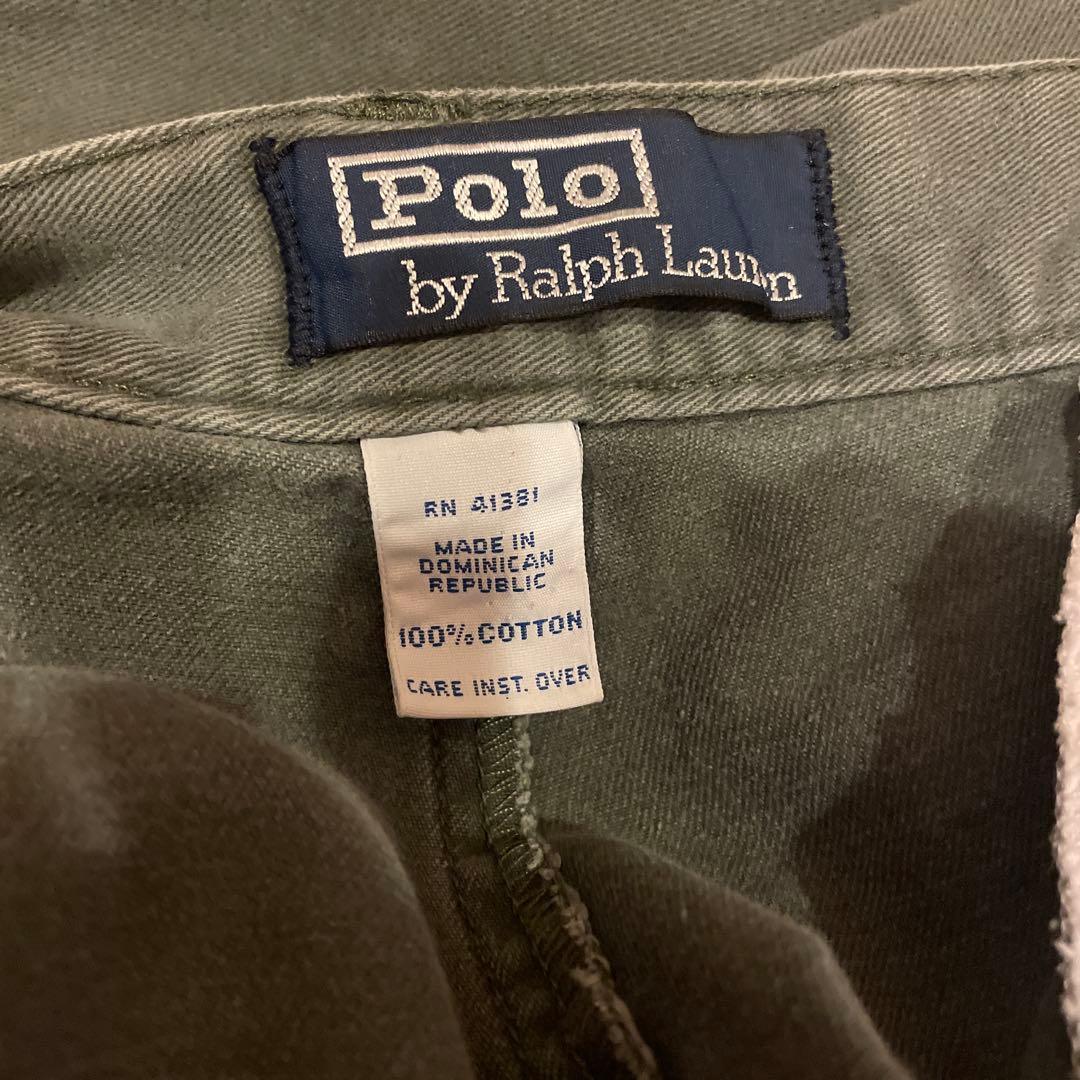 Polo
by Ralph Lauren
RN 41381
MADE IN
DOMINICAN
REPUBLIC
100% COTTON
CARE INST. OVER